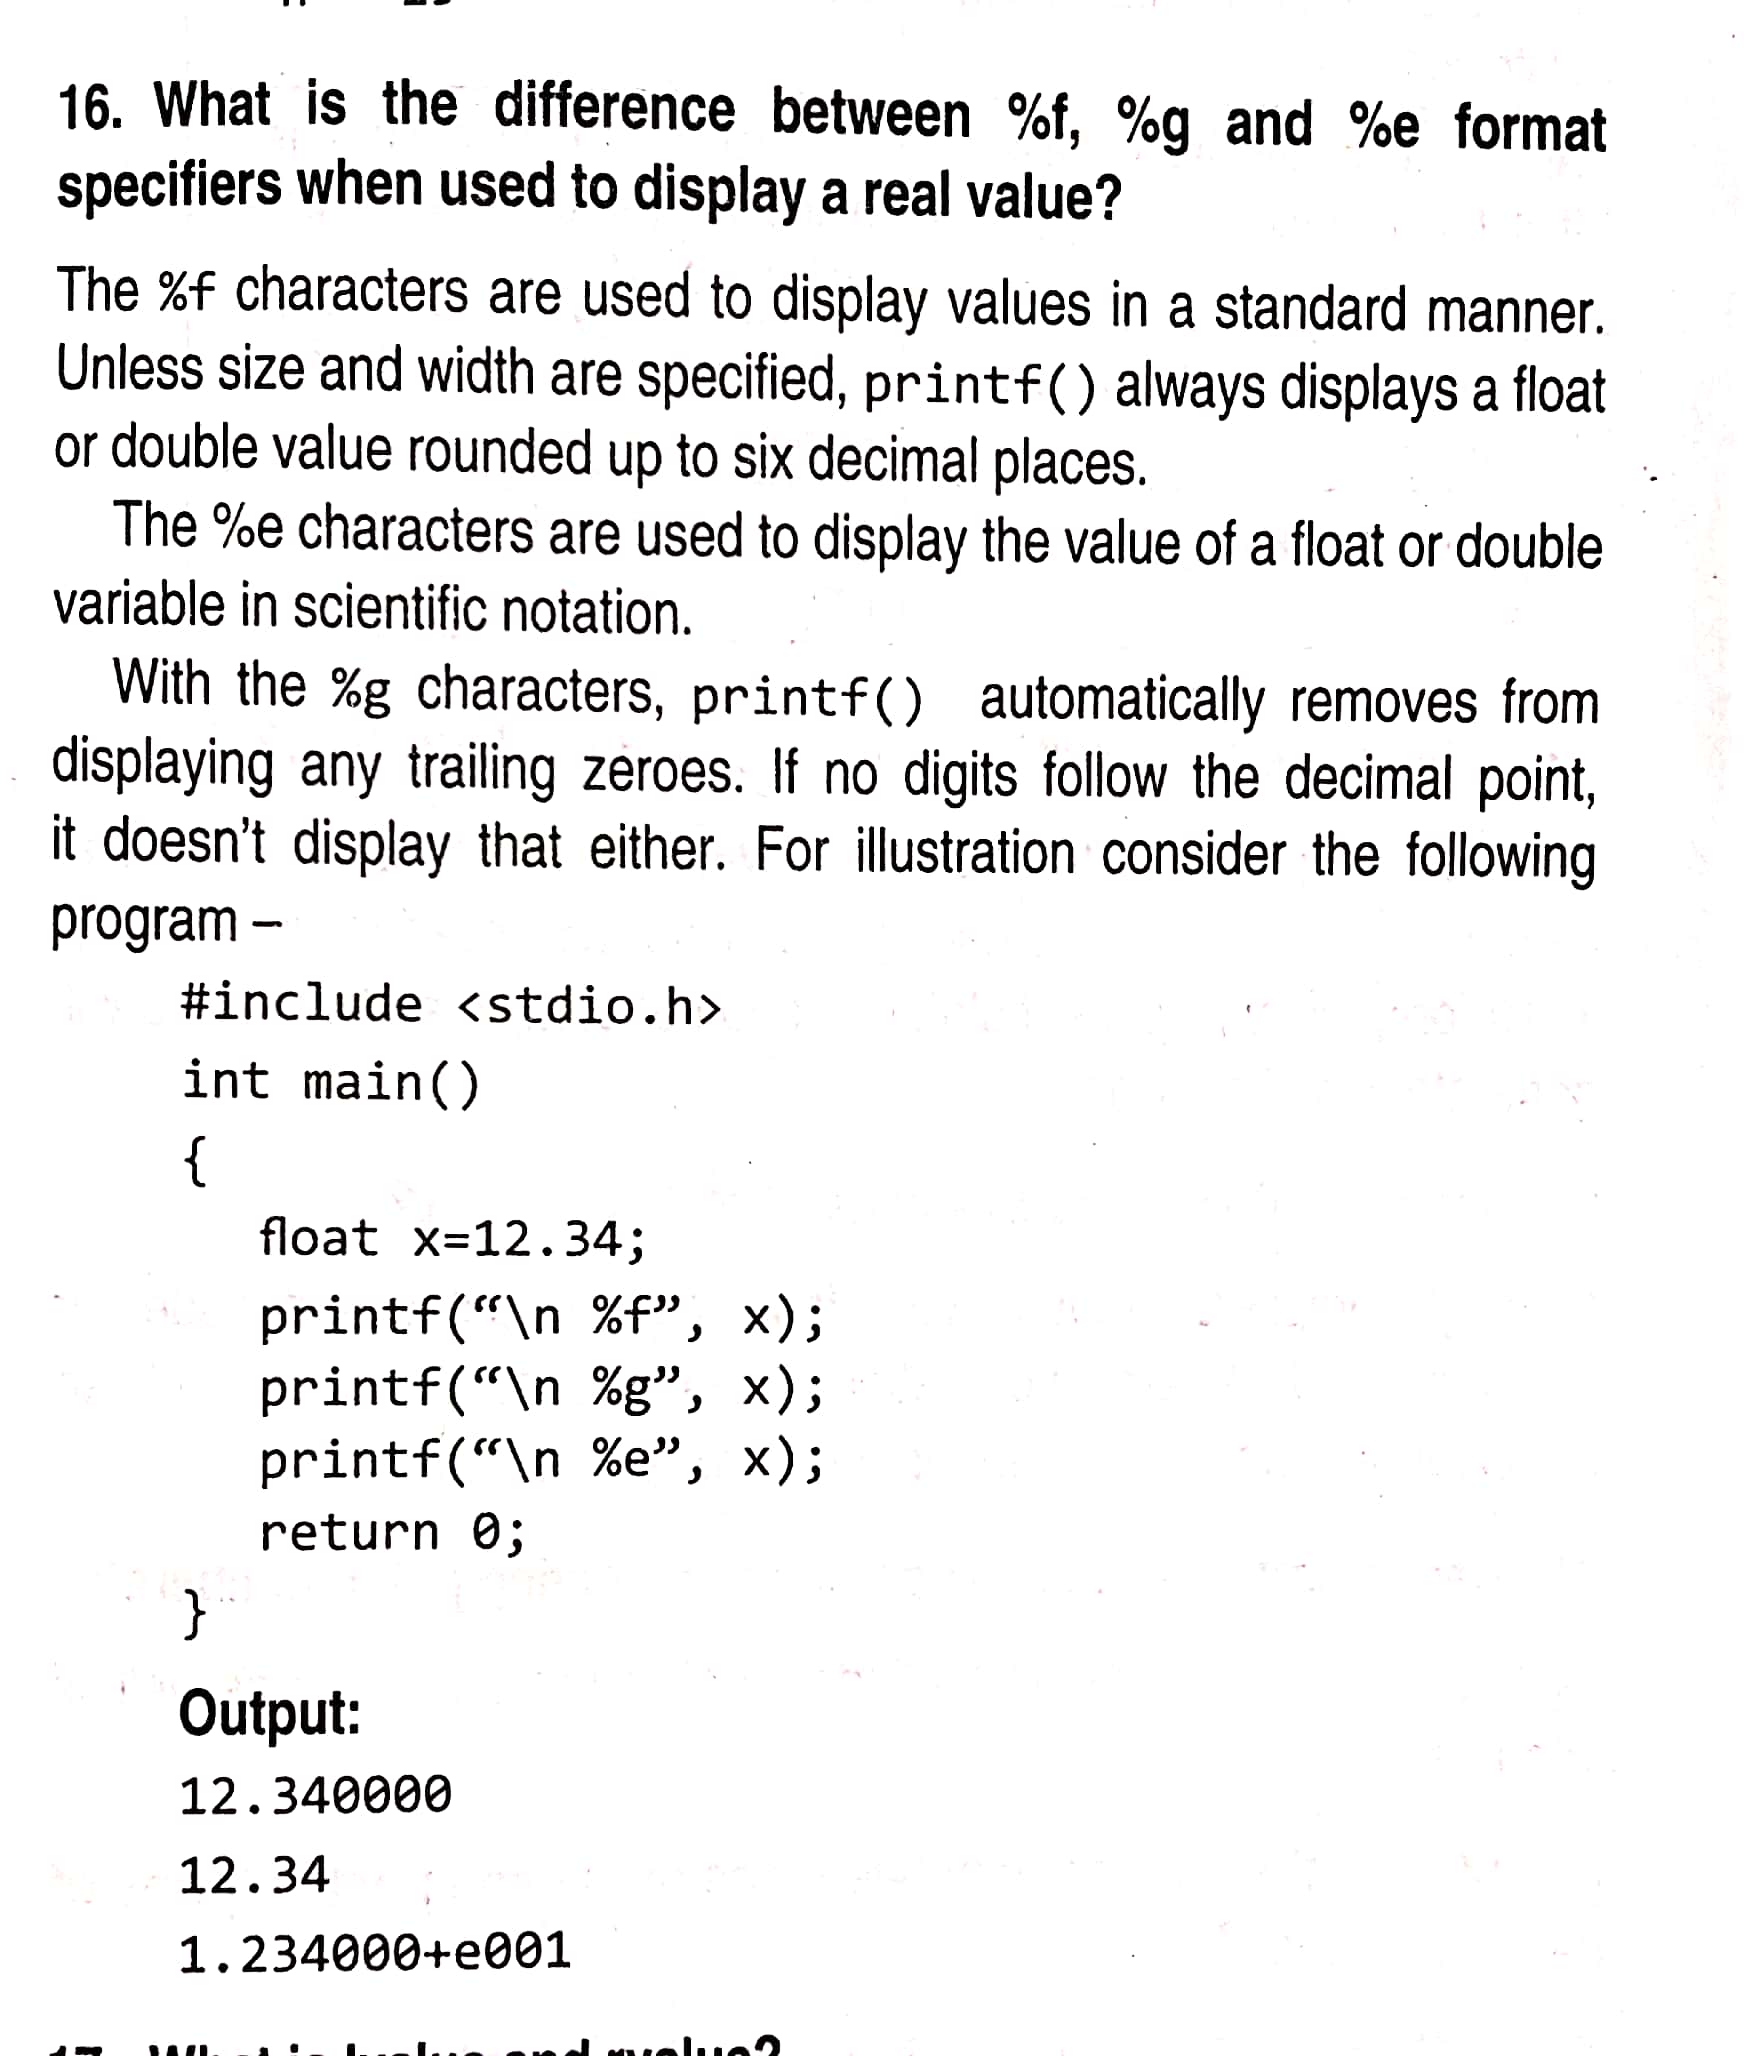 16. What is the difference between %f, %g and %e format
specifiers when used to display a real value?
The %f characters are used to display values in a standard manner.
Unless size and width are specified, printf() always displays a float
or double value rounded up to six decimal places.
The %e characters are used to display the value of a float or double
variable in scientific notation.
With the %g characters, printf() automatically removes from
displaying any trailing zeroes. If no digits follow the decimal point,
it doesn't display that either. For illustration consider the following
program –
#include <stdio.h>
int main()
{
float x=12.34;
printf(“\n %f”, x);
printf(“\n %g”, x);
printf(“\n %e”, x);
return 0;
}
Output:
12.340000
12.34
1.234000+e001